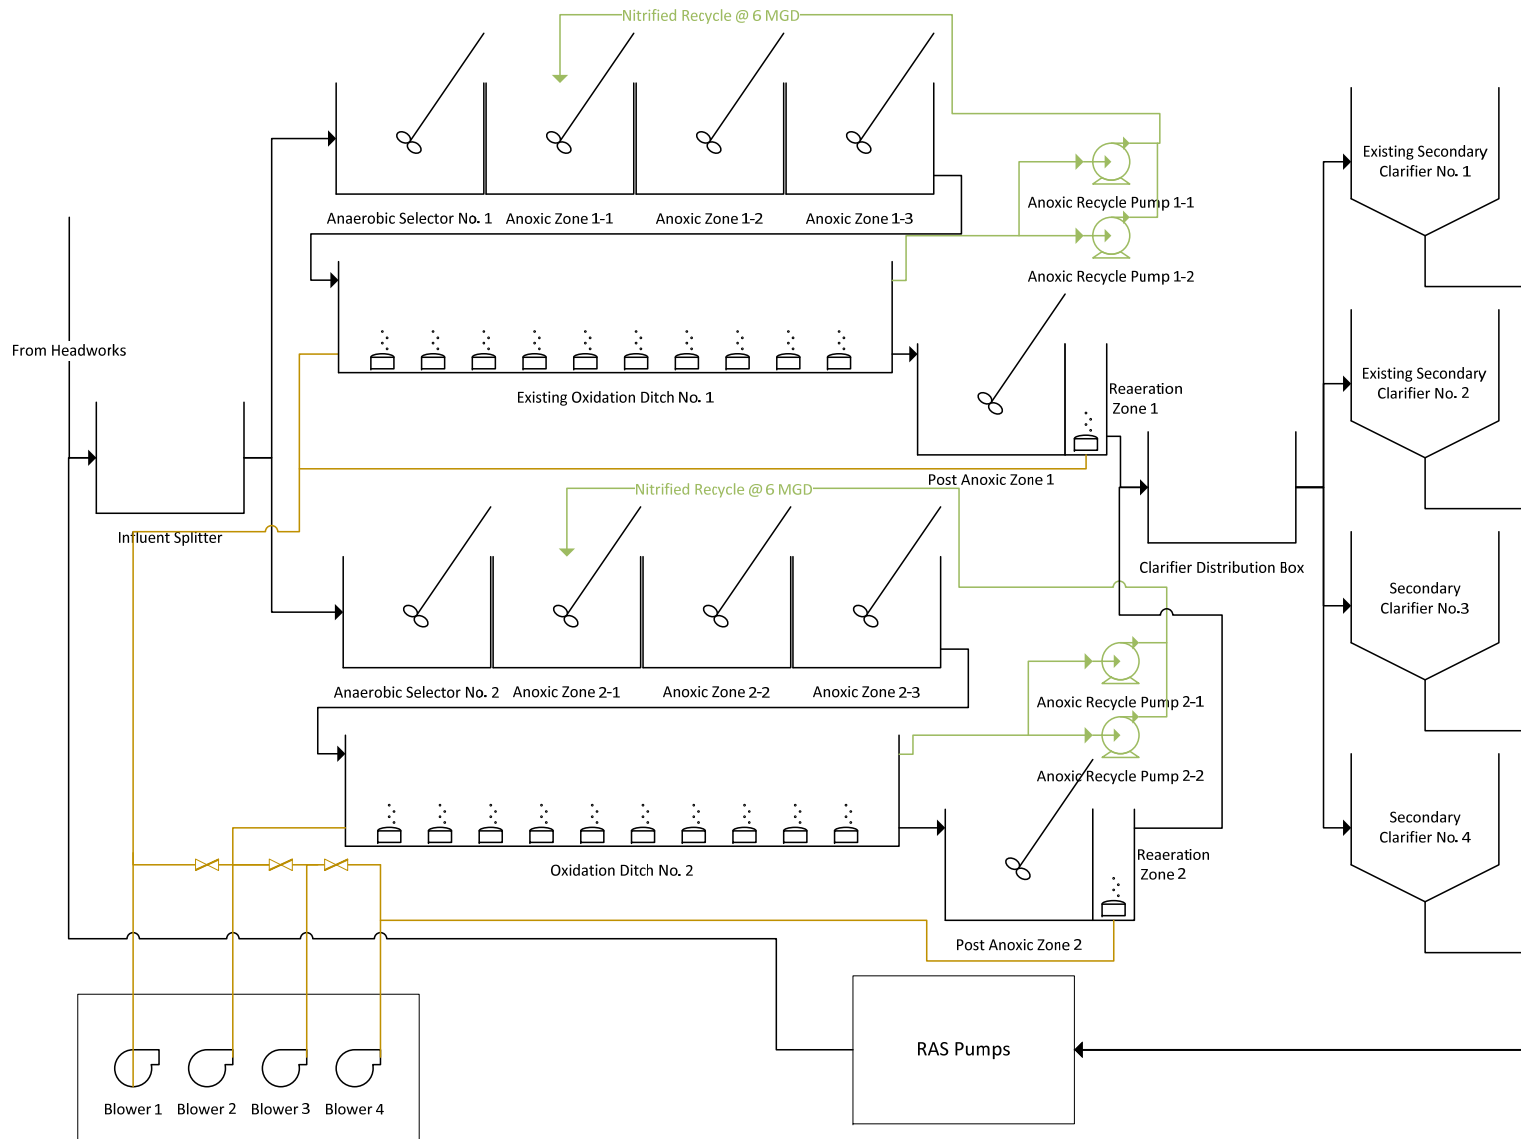 Nitrified Recycle @ 6 MGD
Existing Secondary
Clarifier No. 1
Anoxic Recycle Pump 1-1
Anaerobic Selector No. 1
Anoxic Zone 1-1
Anoxic Zone 1-2
Anoxic Zone 1-3
Anoxic Recycle Pump 1-2
From Headworks
Existing Secondary
Clarifier No. 2
Existing Oxidation Ditch No. 1
Reaeration
Zone 1
Post Anoxic Zone 1
Nitrified Recycle @ 6 MGD
Influent Splitter
Clarifier Distribution Box
Secondary
Clarifier No.3
Anaerobic Selector No. 2
Anoxic Zone 2-1
Anoxic Zone 2-2
Anoxic Zone 2-3
Anoxic Recycle Pump 2-1
Anoxic Recycle Pump 2-2
Secondary
Clarifier No. 4
Oxidation Ditch No. 2
Reaeration
Zone 2
Post Anoxic Zone 2
RAS Pumps
Blower 1
Blower 2
Blower 3
Blower 4